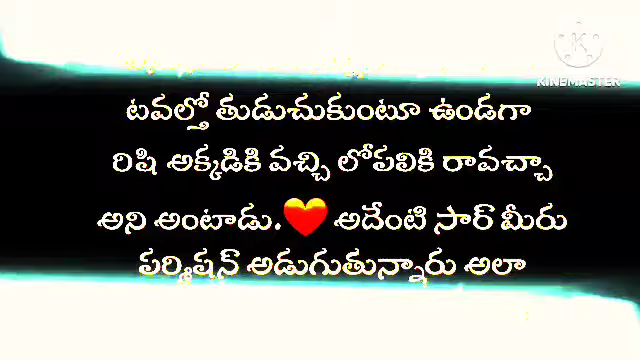 KINEMASTER
టవల్తో తుడుచుకుంటూ ఉండగా
రిషి అక్కడికి వచ్చి లోపలికి రావచ్చా
అని అంటాడు.❤️ అదేంటి సార్ మీరు
పర్మిషన్ అడుగుతున్నారు అలా